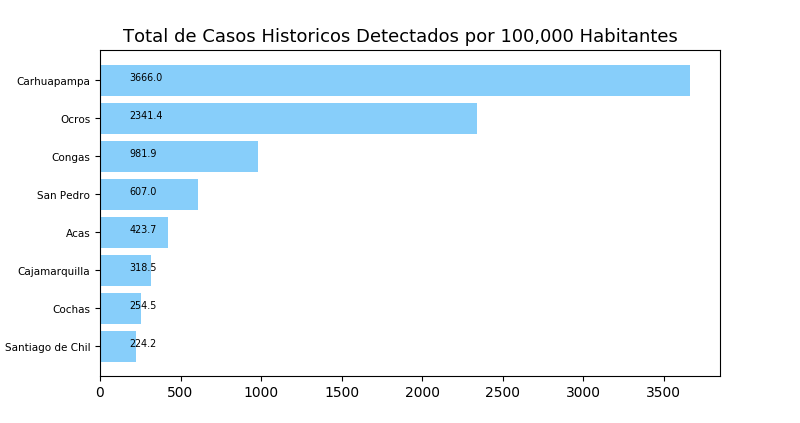 Total de Casos Historicos Detectados por 100,000 Habitantes
Carhuapampa 3666.0
Ocros 2341.4
Congas 981.9
San Pedro 607.0
Acas 423.7
Cajamarquilla 318.5
Cochas 254.5
Santiago de Chil 224.2
0 500 1000 1500 2000 2500 3000 3500